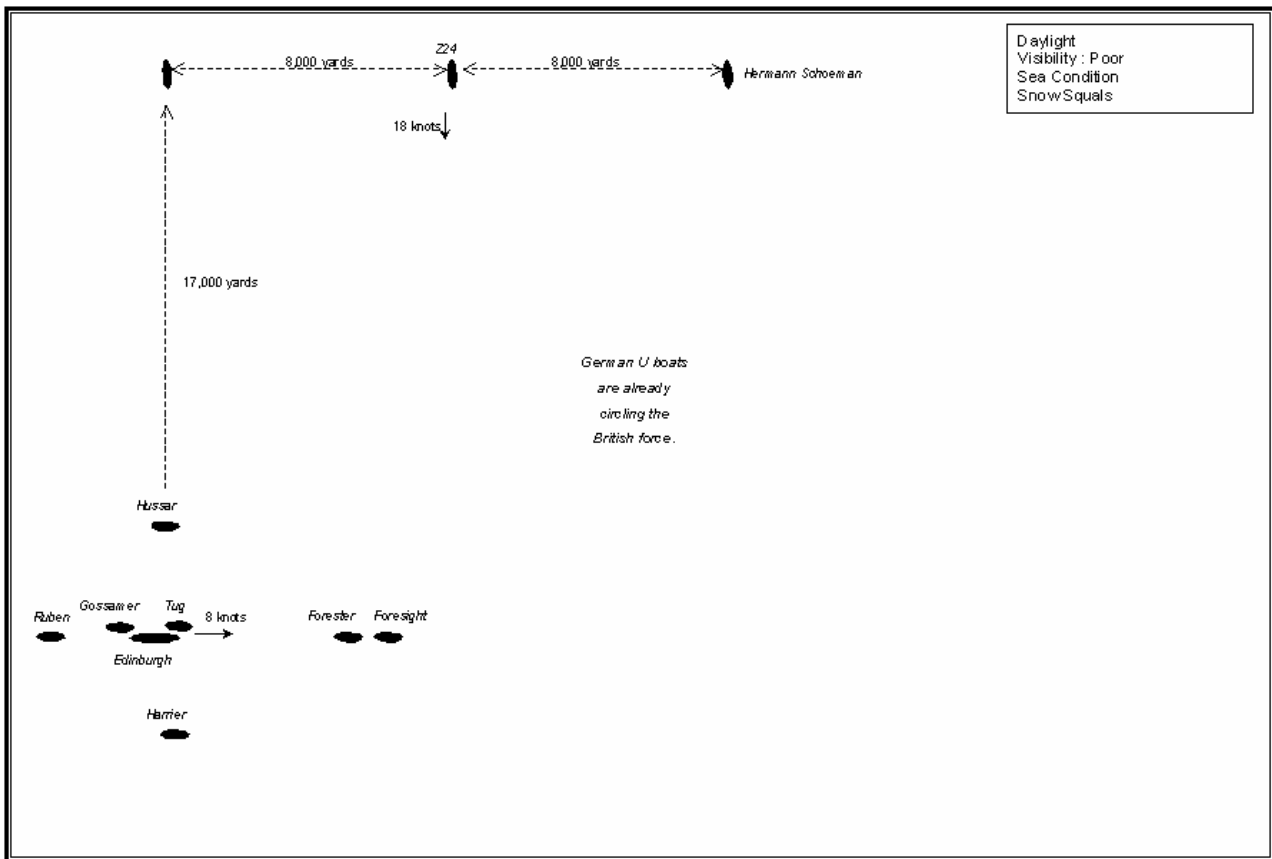 Daylight
Visibility : Poor
Sea Condition
Snow Squals
Z24
8,000 yards
8,000 yards
Hermann Schoeman
18 knots
17,000 yards
German U boats
are already
circling the
British force.
Hussar
Gossamer
Tug
Ruben
8 knots
Forester
Foresight
Edinburgh
Harrier